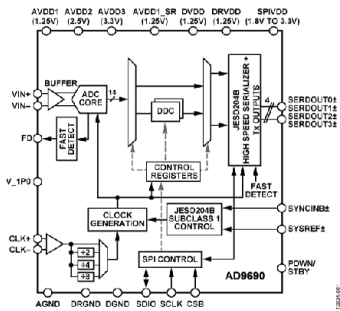 AVDD1 (1.25V)
AVDD2 (2.5V)
AVDD3 (3.3V)
AVDD1_SR (1.25V)
DVDD (1.25V)
DRVDD (1.25V)
SPIVDD (1.8V TO 3.3V)
BUFFER
VIN+
VIN–
ADC CORE
14
DDC
JESD204B
HIGH SPEED SERIALIZER +
TX OUTPUTS
4
SERDOUT0±
SERDOUT1±
SERDOUT2±
SERDOUT3±
FD
FAST DETECT
CONTROL REGISTERS
FAST DETECT
V_1P0
CLOCK GENERATION
JESD204B
SUBCLASS 1
CONTROL
SYNCINB±
SYSREF±
CLK+
CLK–
÷2
÷4
÷8
SPI CONTROL
PDWN/
STBY
AD9690
AGND
DRGND
DGND
SDIO
SCLK
CSB